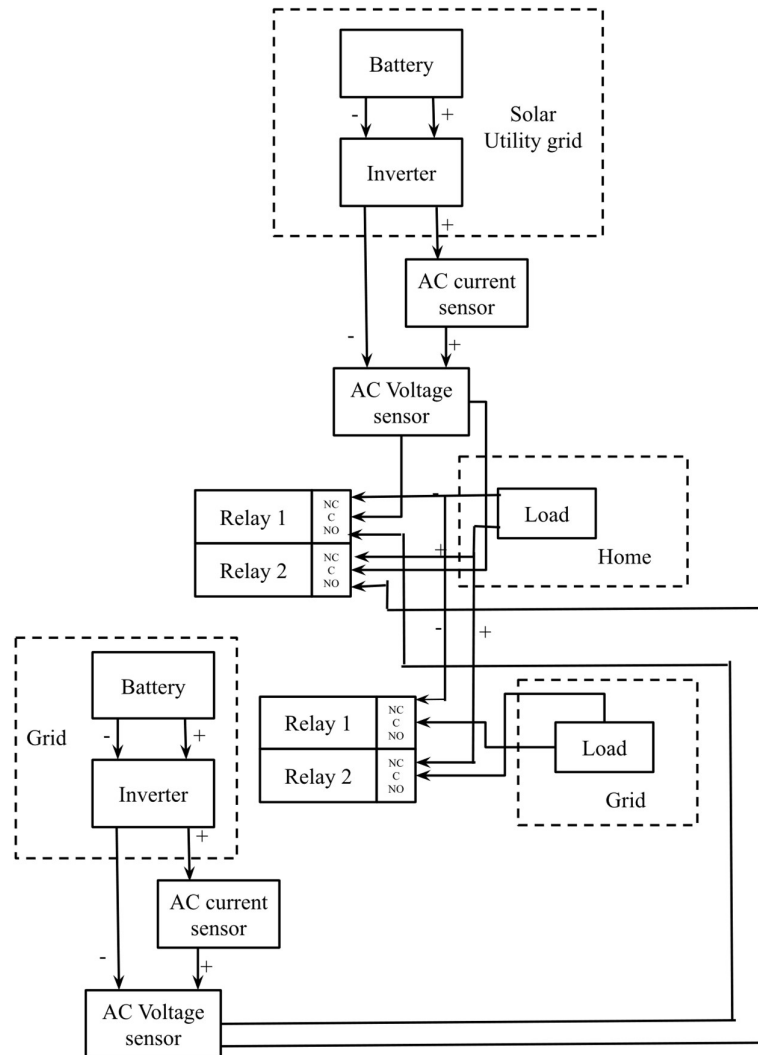 Battery
Solar
Utility grid
-
+
Inverter
+
AC current
sensor
-
+
AC Voltage
sensor
Relay 1
NC
C
NO
-
Load
Relay 2
NC
C
NO
+
Home
-
+
Battery
Grid
-
+
Inverter
+
Relay 1
NC
C
NO
Load
Relay 2
NC
C
NO
Grid
AC current
sensor
-
+
AC Voltage
sensor